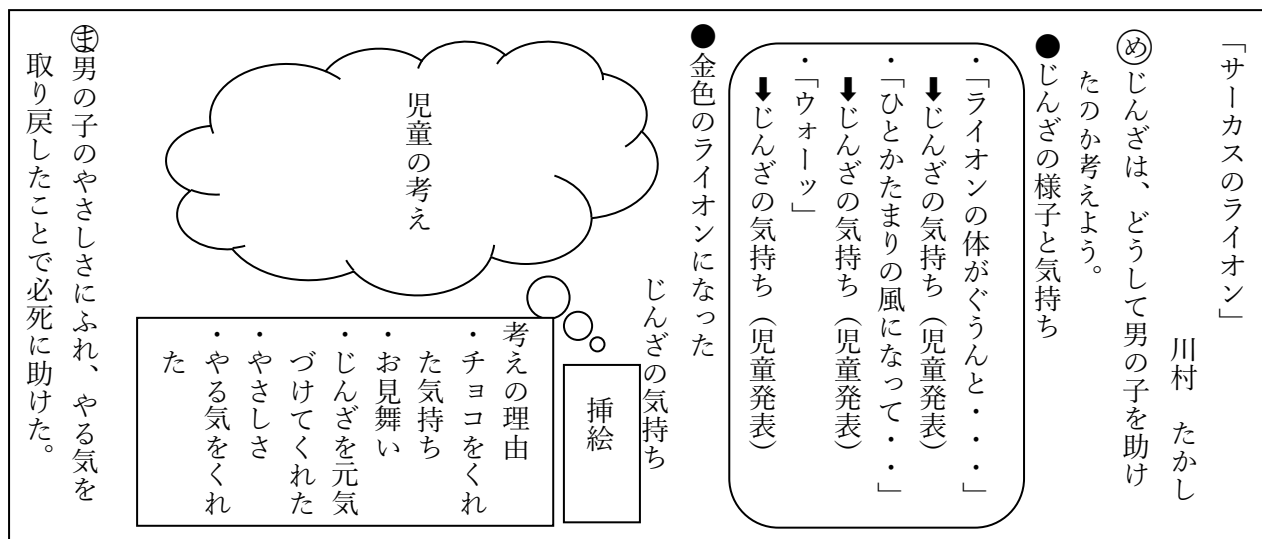 「サーカスのライオン」
川村　たかし
めじんざは、どうして男の子を助け
たのか考えよう。
●じんざの様子と気持ち
・「ライオンの体がぐうんと・・・」
➡じんざの気持ち（児童発表）
・「ひとかたまりの風になって・・」
➡じんざの気持ち（児童発表）
・「ウォーッ」
➡じんざの気持ち（児童発表）
●金色のライオンになった
じんざの気持ち
挿絵
児童の考え
考えの理由
・チョコをくれ
た気持ち
・お見舞い
・じんざを元気
づけてくれた
・やさしさ
・やる気をくれ
た
ま男の子のやさしさにふれ、やる気を
取り戻したことで必死に助けた。